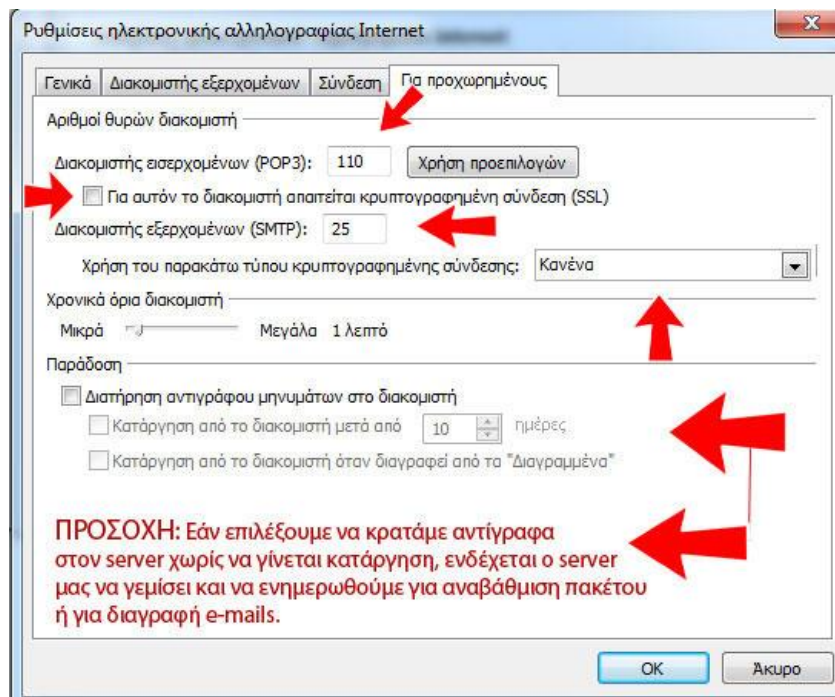 Ρυθμίσεις ηλεκτρονικής αλληλογραφίας Internet
Γενικά Διακομιστής εξερχομένων Σύνδεση Για προχωρημένους
Αριθμοί θυρών διακομιστή
Διακομιστής εισερχομένων (POP3): 110 Χρήση προεπιλογών
Για αυτόν το διακομιστή απαιτείται κρυπτογραφημένη σύνδεση (SSL)
Διακομιστής εξερχομένων (SMTP): 25
Χρήση του παρακάτω τύπου κρυπτογραφημένης σύνδεσης: Κανένα
Χρονικά όρια διακομιστή
Μικρά Μεγάλα 1 λεπτό
Παράδοση
Διατήρηση αντιγράφου μηνυμάτων στο διακομιστή
Κατάργηση από το διακομιστή μετά από 10 ημέρες
Κατάργηση από το διακομιστή όταν διαγραφεί από τα "Διαγραμμένα"
ΠΡΟΣΟΧΗ: Εάν επιλέξουμε να κρατάμε αντίγραφα
στον server χωρίς να γίνεται κατάργηση, ενδέχεται ο server
μας να γεμίσει και να ενημερωθούμε για αναβάθμιση πακέτου
ή για διαγραφή e-mails.
OK Άκυρο